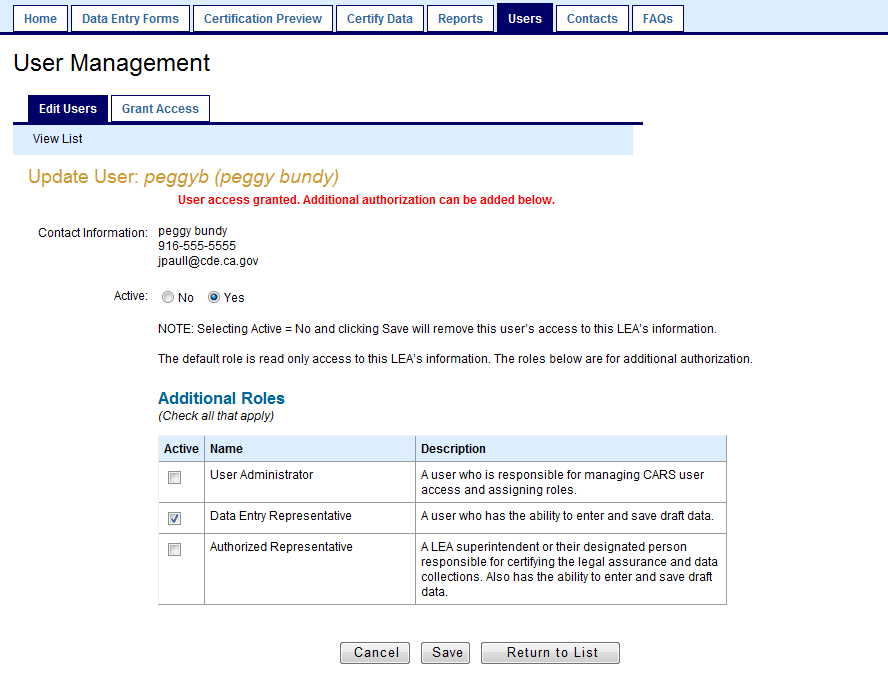 Home Data Entry Forms Certification Preview Certify Data Reports Users Contacts FAQs
User Management
Edit Users Grant Access
View List
Update User: peggyb (peggy bundy)
User access granted. Additional authorization can be added below.
Contact Information: peggy bundy
916-555-5555
jpaull@cde.ca.gov
Active: No Yes
NOTE: Selecting Active = No and clicking Save will remove this user's access to this LEA's information.
The default role is read only access to this LEA's information. The roles below are for additional authorization.
Additional Roles
(Check all that apply)
Active Name Description
User Administrator A user who is responsible for managing CARS user
access and assigning roles.
Data Entry Representative A user who has the ability to enter and save draft data.
Authorized Representative A LEA superintendent or their designated person
responsible for certifying the legal assurance and data
collections. Also has the ability to enter and save draft
data.
Cancel Save Return to List